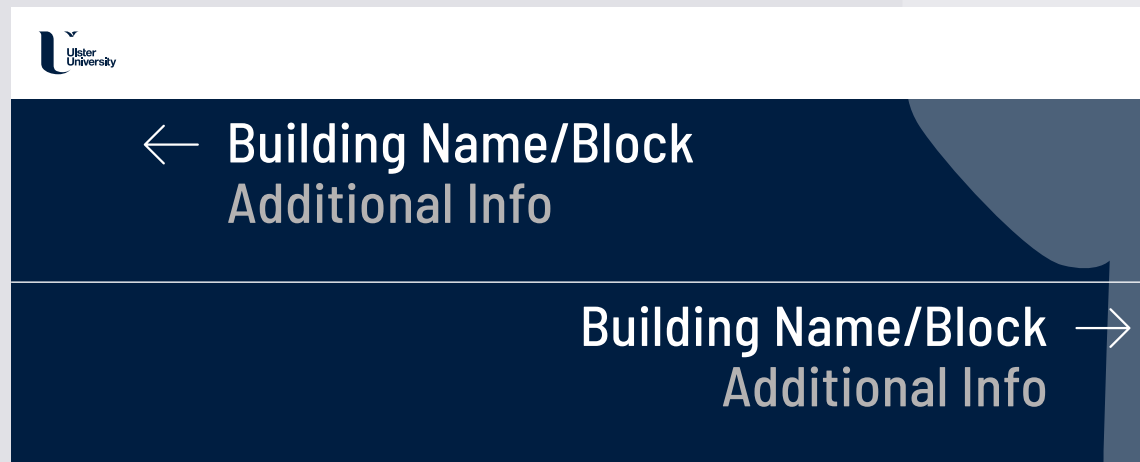 Ulster
University
Building Name/Block
Additional Info
Building Name/Block
Additional Info